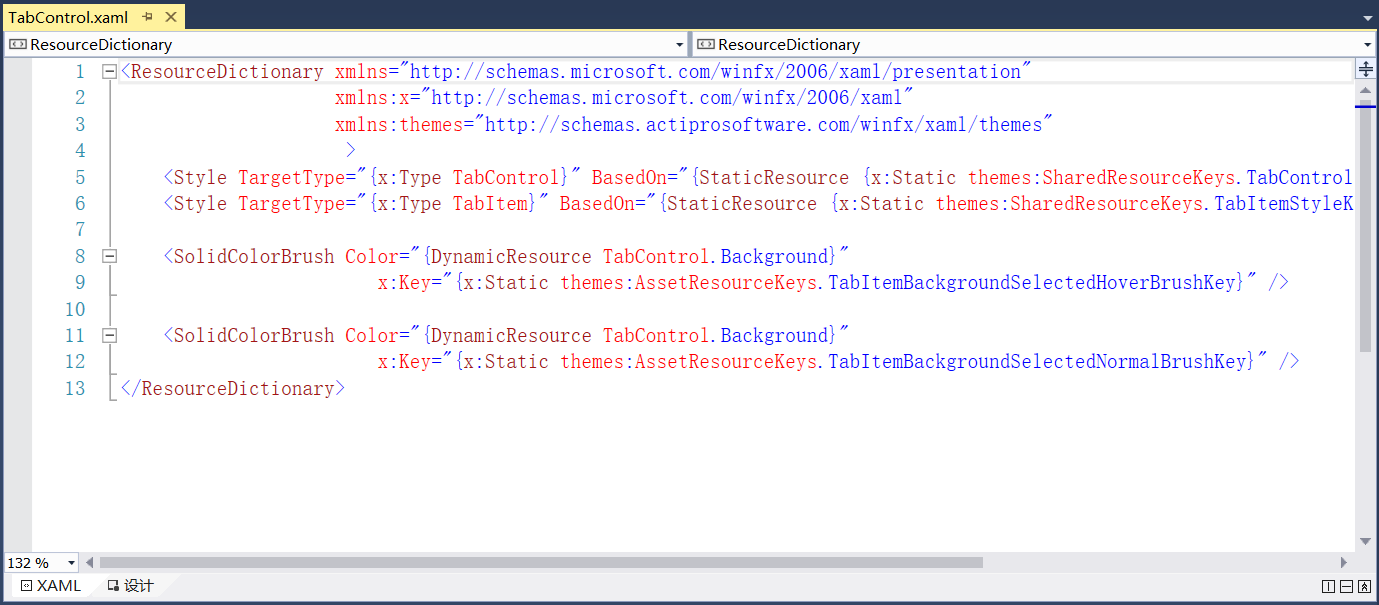 TabControl.xaml
ResourceDictionary ResourceDictionary
1 <ResourceDictionary xmlns="http://schemas.microsoft.com/winfx/2006/xaml/presentation"
2 xmlns:x="http://schemas.microsoft.com/winfx/2006/xaml"
3 xmlns:themes="http://schemas.actiprosoftware.com/winfx/xaml/themes"
4 >
5 <Style TargetType="{x:Type TabControl}" BasedOn="{StaticResource {x:Static themes:SharedResourceKeys.TabControl
6 <Style TargetType="{x:Type TabItem}" BasedOn="{StaticResource {x:Static themes:SharedResourceKeys.TabItemStyleK
7
8 <SolidColorBrush Color="{DynamicResource TabControl.Background}"
9 x:Key="{x:Static themes:AssetResourceKeys.TabItemBackgroundSelectedHoverBrushKey}" />
10
11 <SolidColorBrush Color="{DynamicResource TabControl.Background}"
12 x:Key="{x:Static themes:AssetResourceKeys.TabItemBackgroundSelectedNormalBrushKey}" />
13 </ResourceDictionary>
132 %
XAML 设计